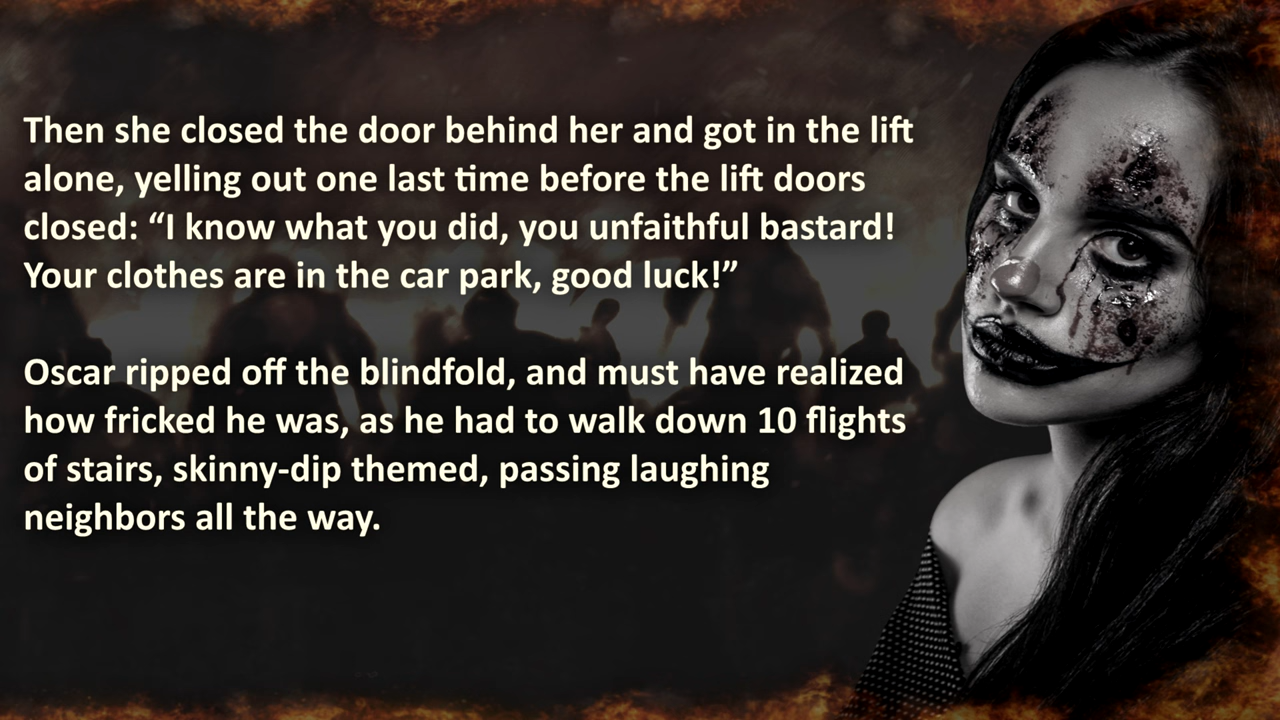 Then she closed the door behind her and got in the lift
alone, yelling out one last time before the lift doors
closed: “I know what you did, you unfaithful bastard!
Your clothes are in the car park, good luck!”
Oscar ripped off the blindfold, and must have realized
how fricked he was, as he had to walk down 10 flights
of stairs, skinny-dip themed, passing laughing
neighbors all the way.